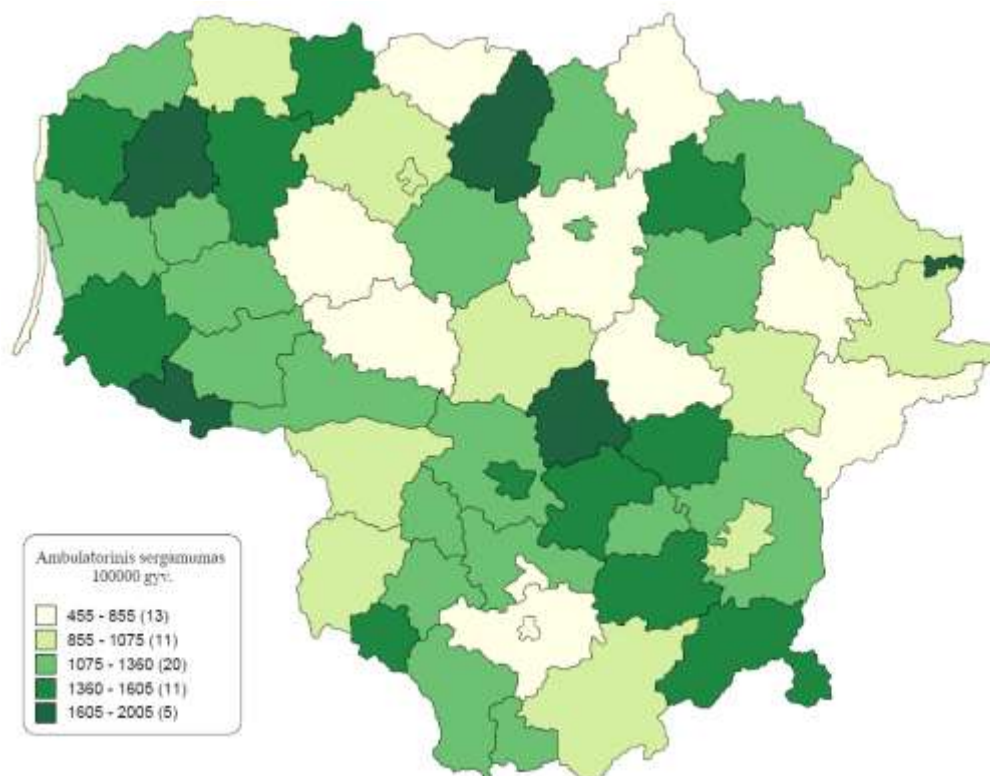 Ambulatorinis sergamumas
100000 gyv.
455 - 855 (13)
855 - 1075 (11)
1075 - 1360 (20)
1360 - 1605 (11)
1605 - 2005 (5)